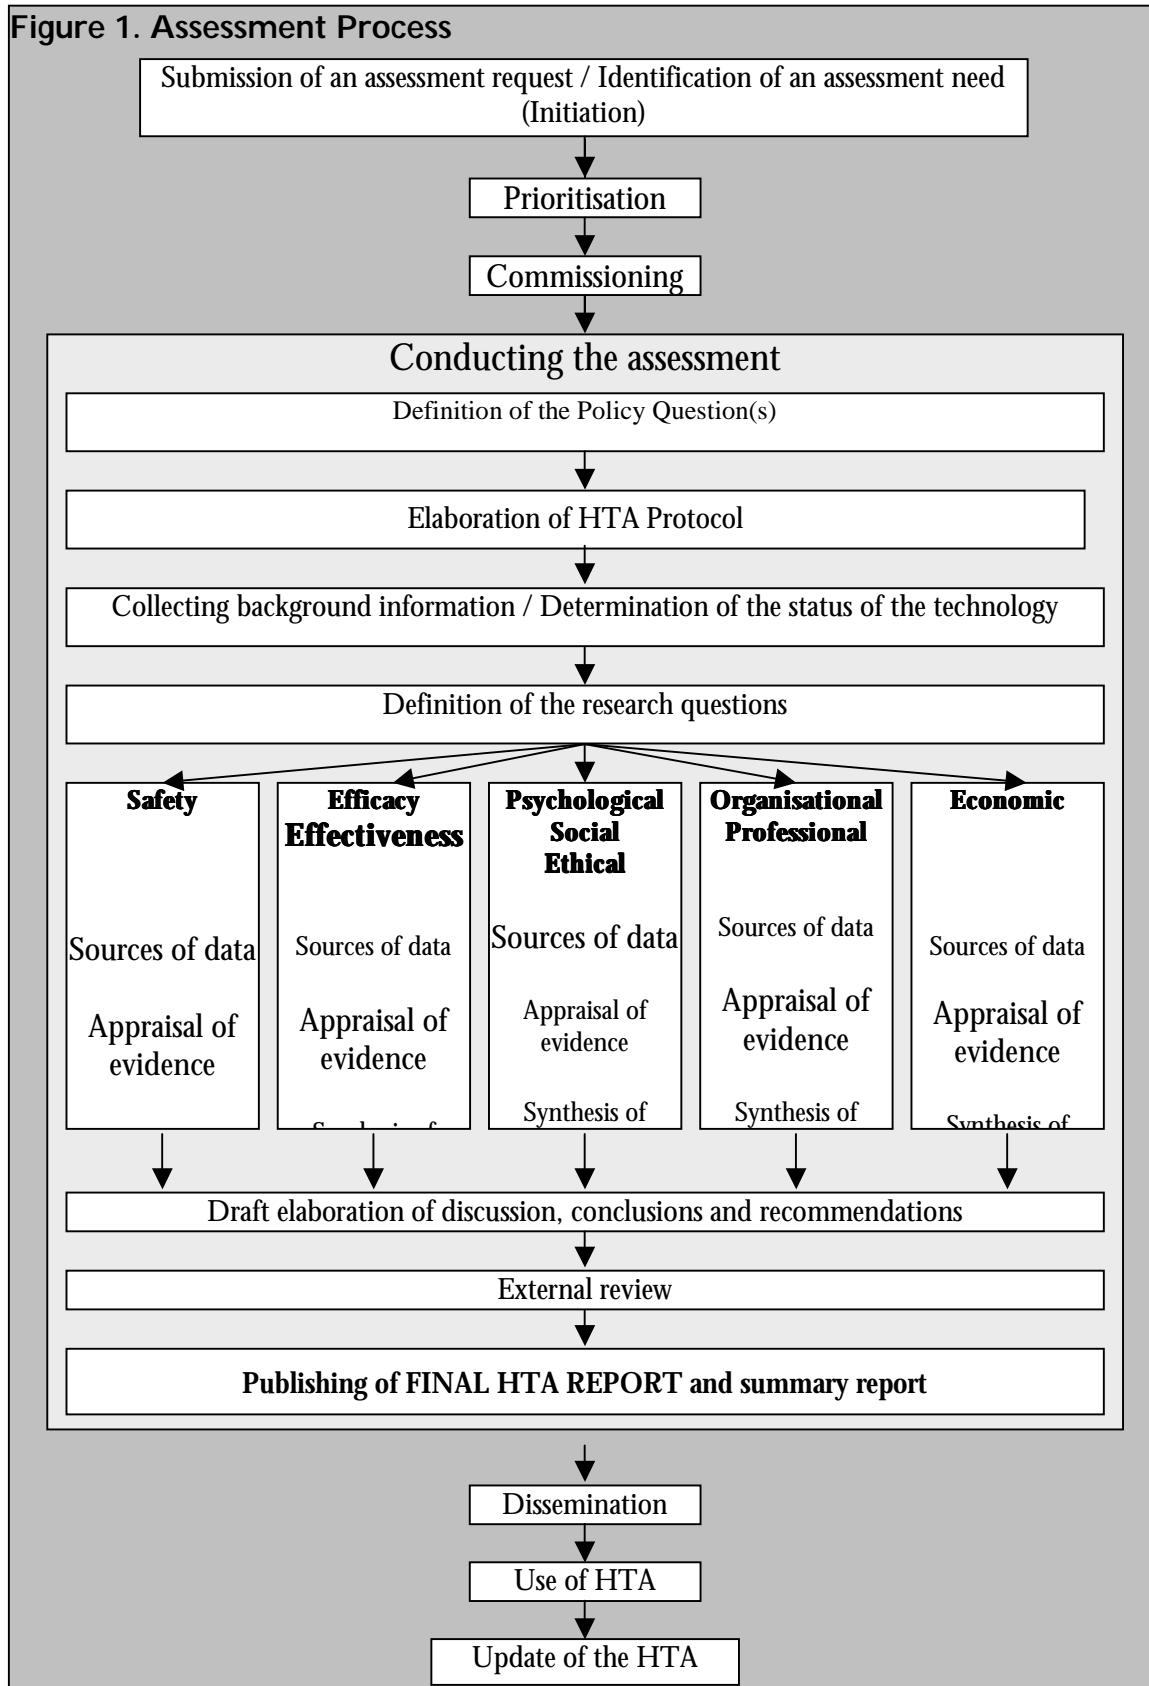 Figure 1. Assessment Process
Submission of an assessment request / Identification of an assessment need
(Initiation)
Prioritisation
Commissioning
Conducting the assessment
Definition of the Policy Question(s)
Elaboration of HTA Protocol
Collecting background information / Determination of the status of the technology
Definition of the research questions
Safety
Sources of data
Appraisal of
evidence
Efficacy
Effectiveness
Sources of data
Appraisal of
evidence
Synthesis of
Psychological
Social
Ethical
Sources of data
Appraisal of
evidence
Synthesis of
Organisational
Professional
Sources of data
Appraisal of
evidence
Synthesis of
Economic
Sources of data
Appraisal of
evidence
Synthesis of
Draft elaboration of discussion, conclusions and recommendations
External review
Publishing of FINAL HTA REPORT and summary report
Dissemination
Use of HTA
Update of the HTA